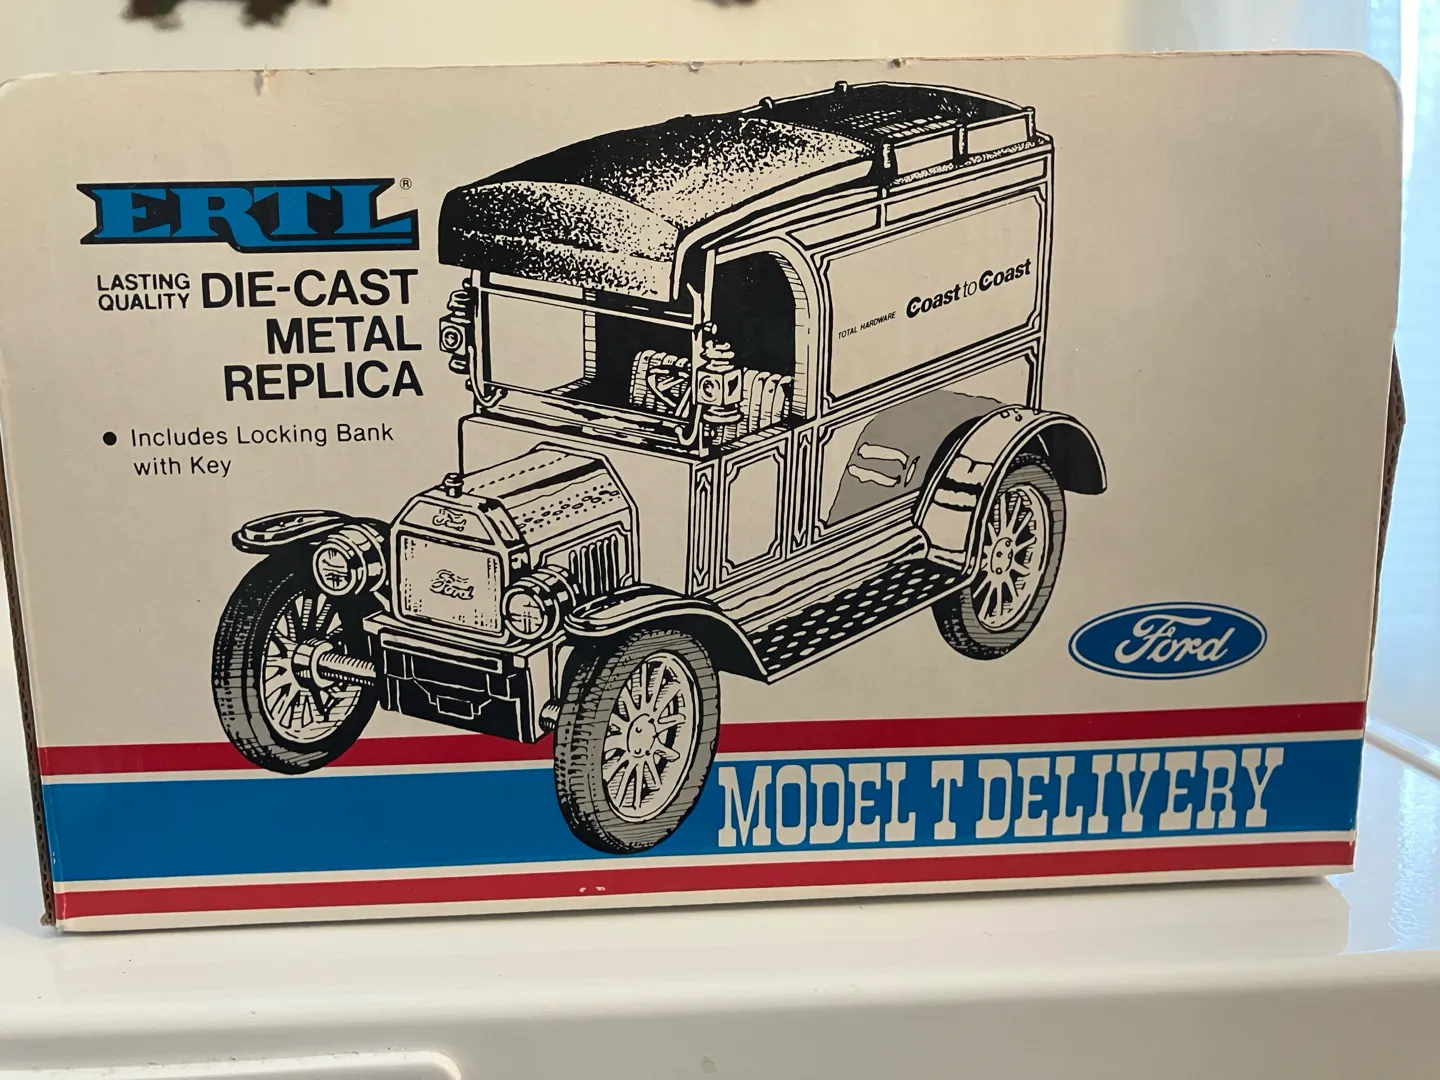 ERTL®
LASTING
QUALITY
DIE-CAST
METAL
REPLICA
● Includes Locking Bank
with Key
TOTAL HARDWARE Coast to Coast
Ford
Ford
Ford
MODEL T DELIVERY